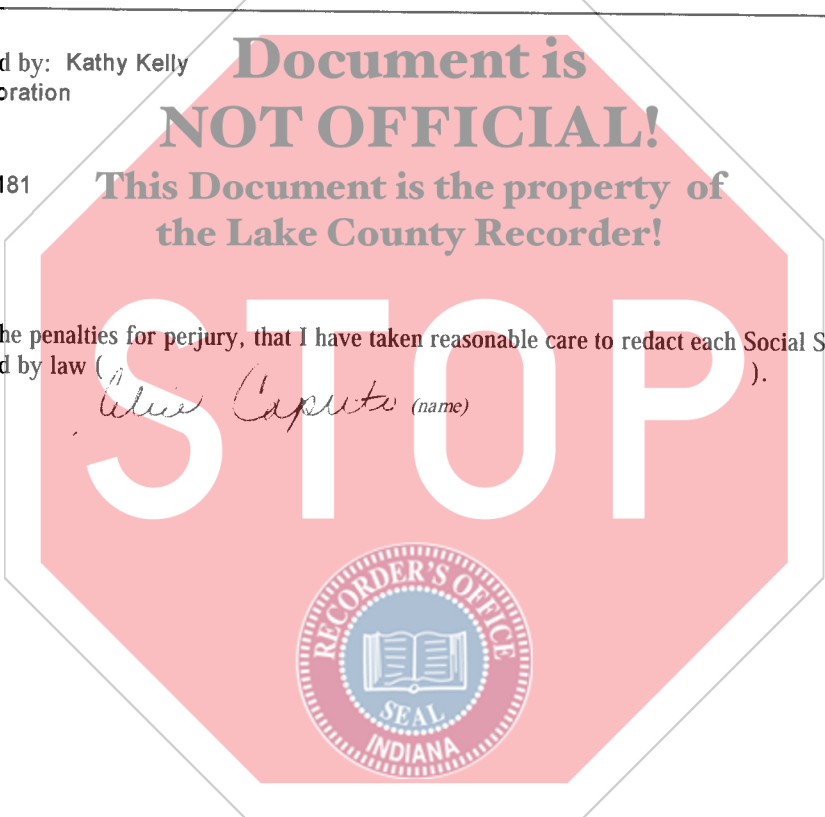 d by: Kathy Kelly
oration
Document is
NOT OFFICIAL!
181
This Document is the property of
the Lake County Recorder!
he penalties for perjury, that I have taken reasonable care to redact each Social S
d by law ( ).
Caputo (name)
STOP
RECORDER'S OFFICE
SEAL
INDIANA